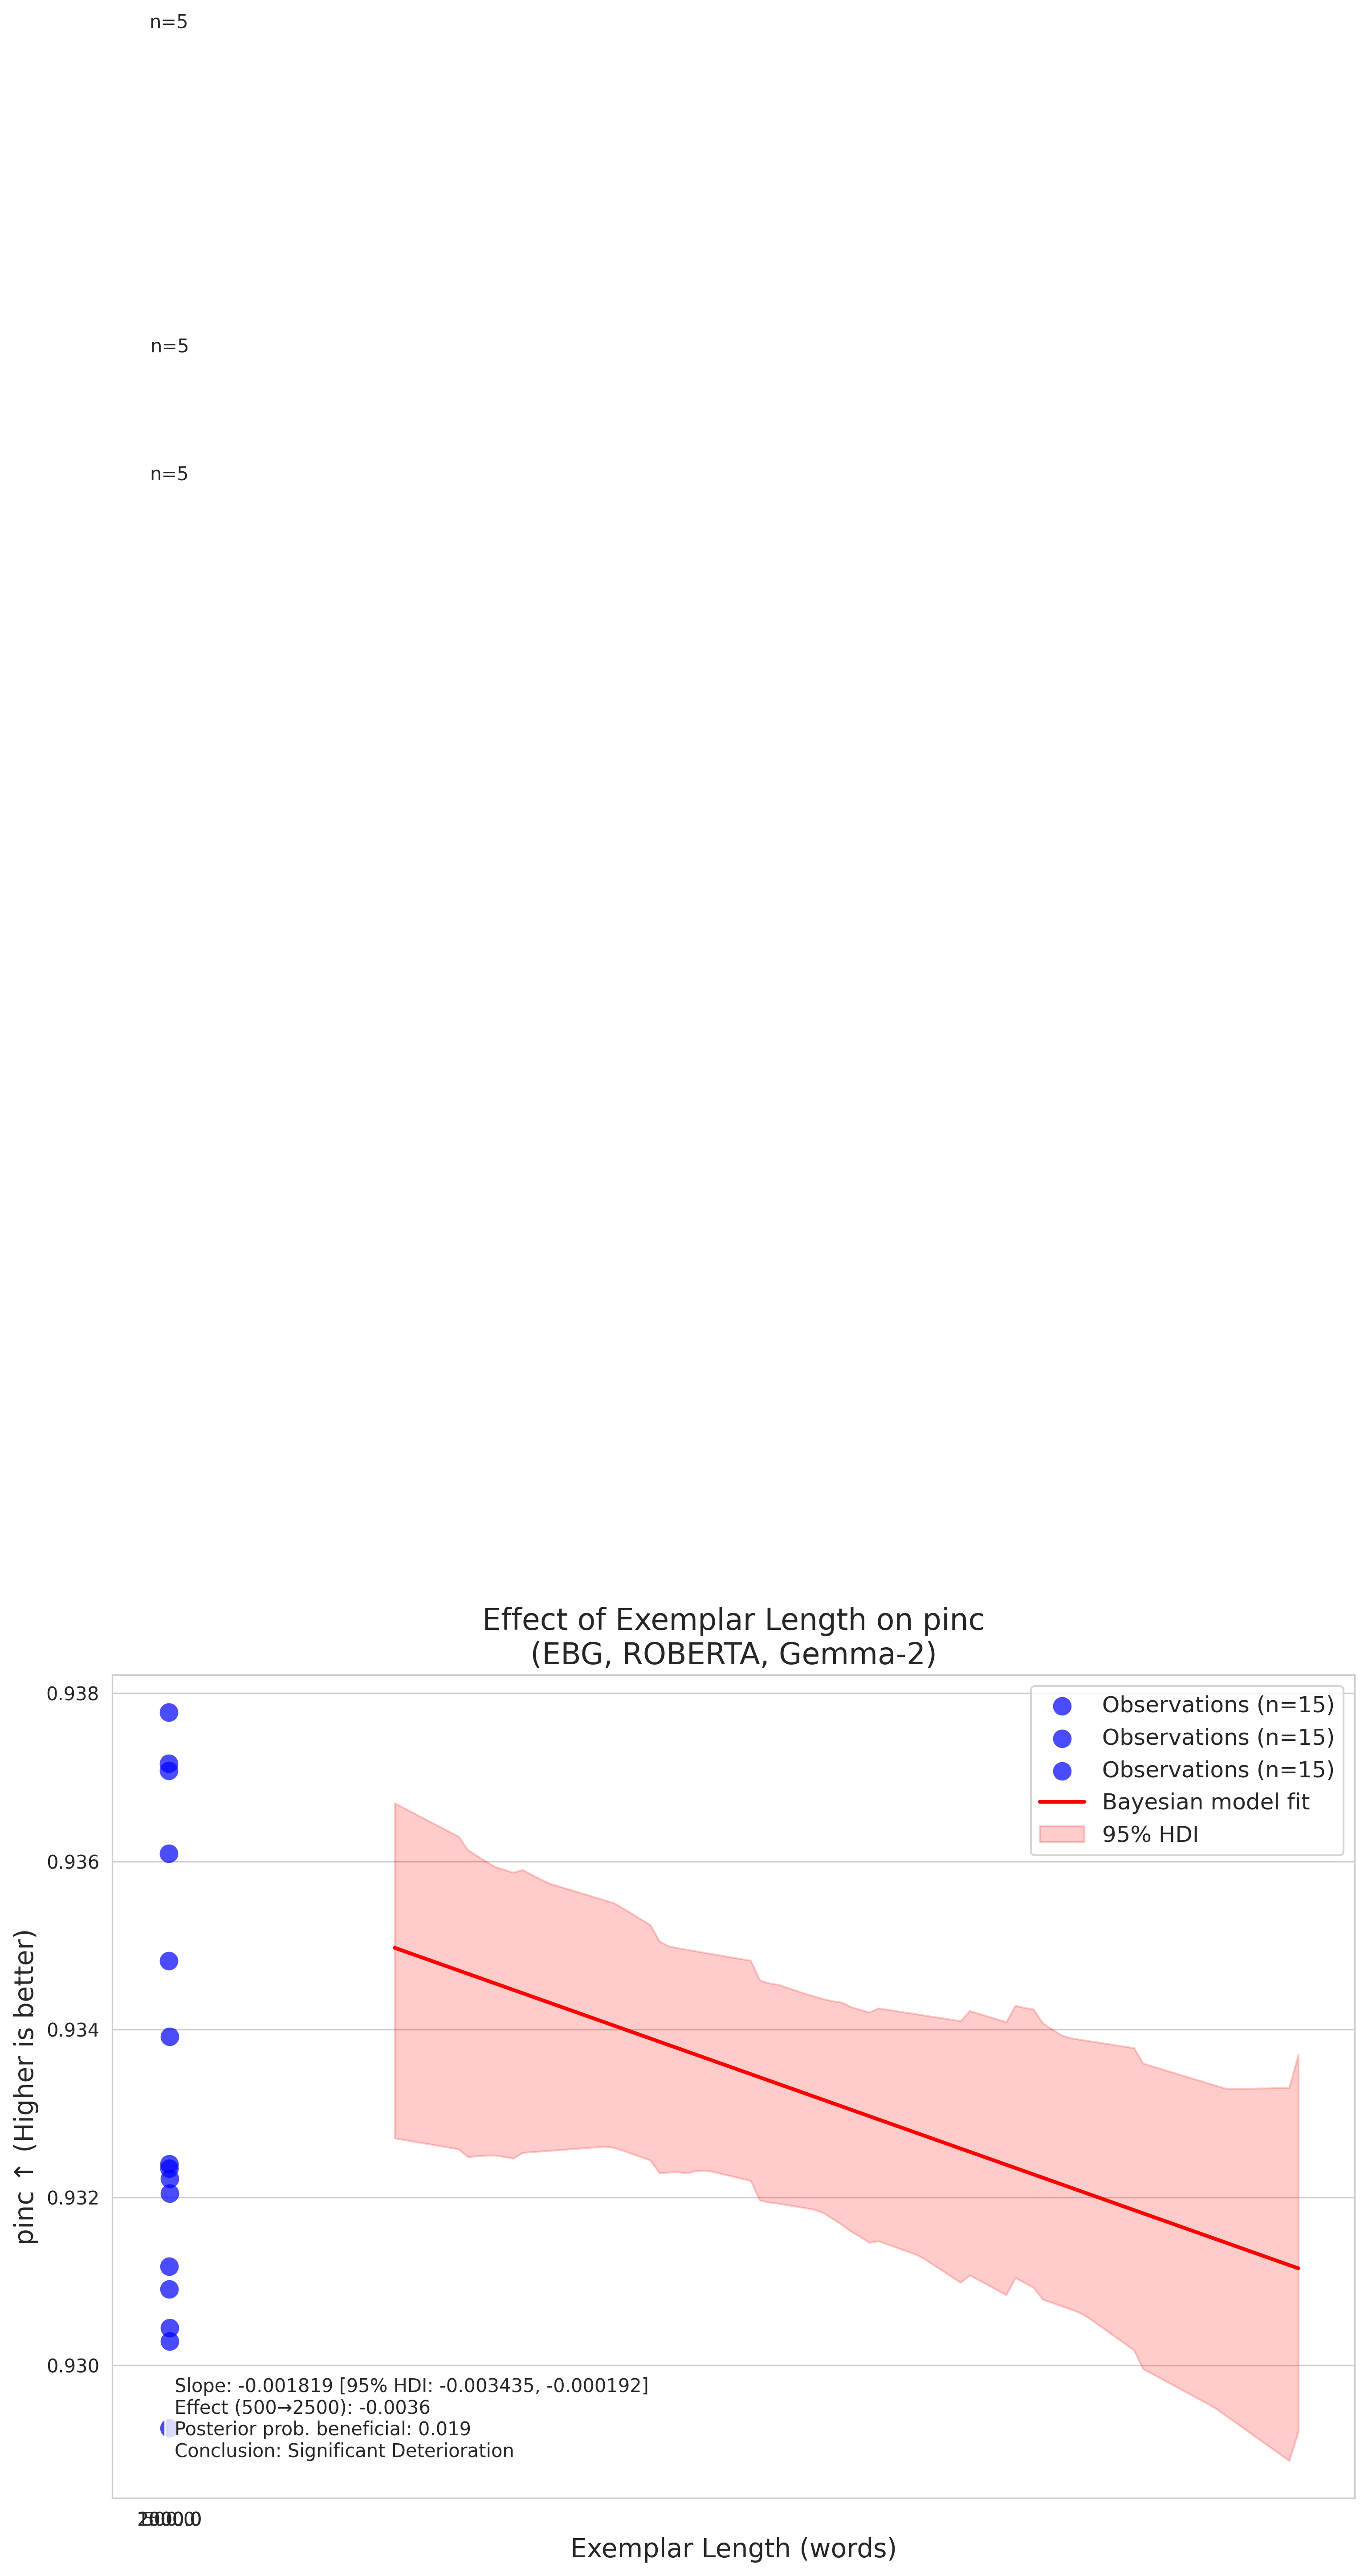 n=5
n=5
n=5
Effect of Exemplar Length on pinc
(EBG, ROBERTA, Gemma-2)
Observations (n=15)
Observations (n=15)
Observations (n=15)
Bayesian model fit
95% HDI
pinc ↑ (Higher is better)
0.938
0.936
0.934
0.932
0.930
Slope: -0.001819 [95% HDI: -0.003435, -0.000192]
Effect (500→2500): -0.0036
Posterior prob. beneficial: 0.019
Conclusion: Significant Deterioration
Exemplar Length (words)